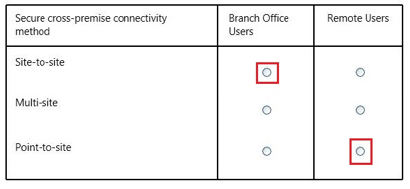 Secure cross-premise connectivity
method
Branch Office
Users
Remote Users
Site-to-site
Multi-site
Point-to-site